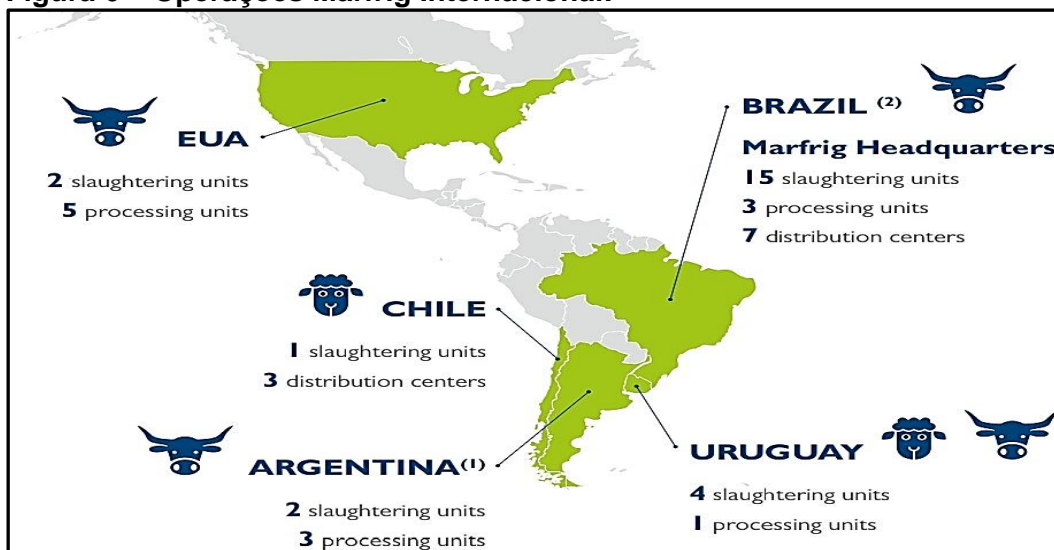 Figura 6 – Operações Marfrig Internacional.
EUA
2 slaughtering units
5 processing units
BRAZIL (2)
Marfrig Headquarters
15 slaughtering units
3 processing units
7 distribution centers
CHILE
1 slaughtering units
3 distribution centers
ARGENTINA(1)
2 slaughtering units
3 processing units
URUGUAY
4 slaughtering units
1 processing units